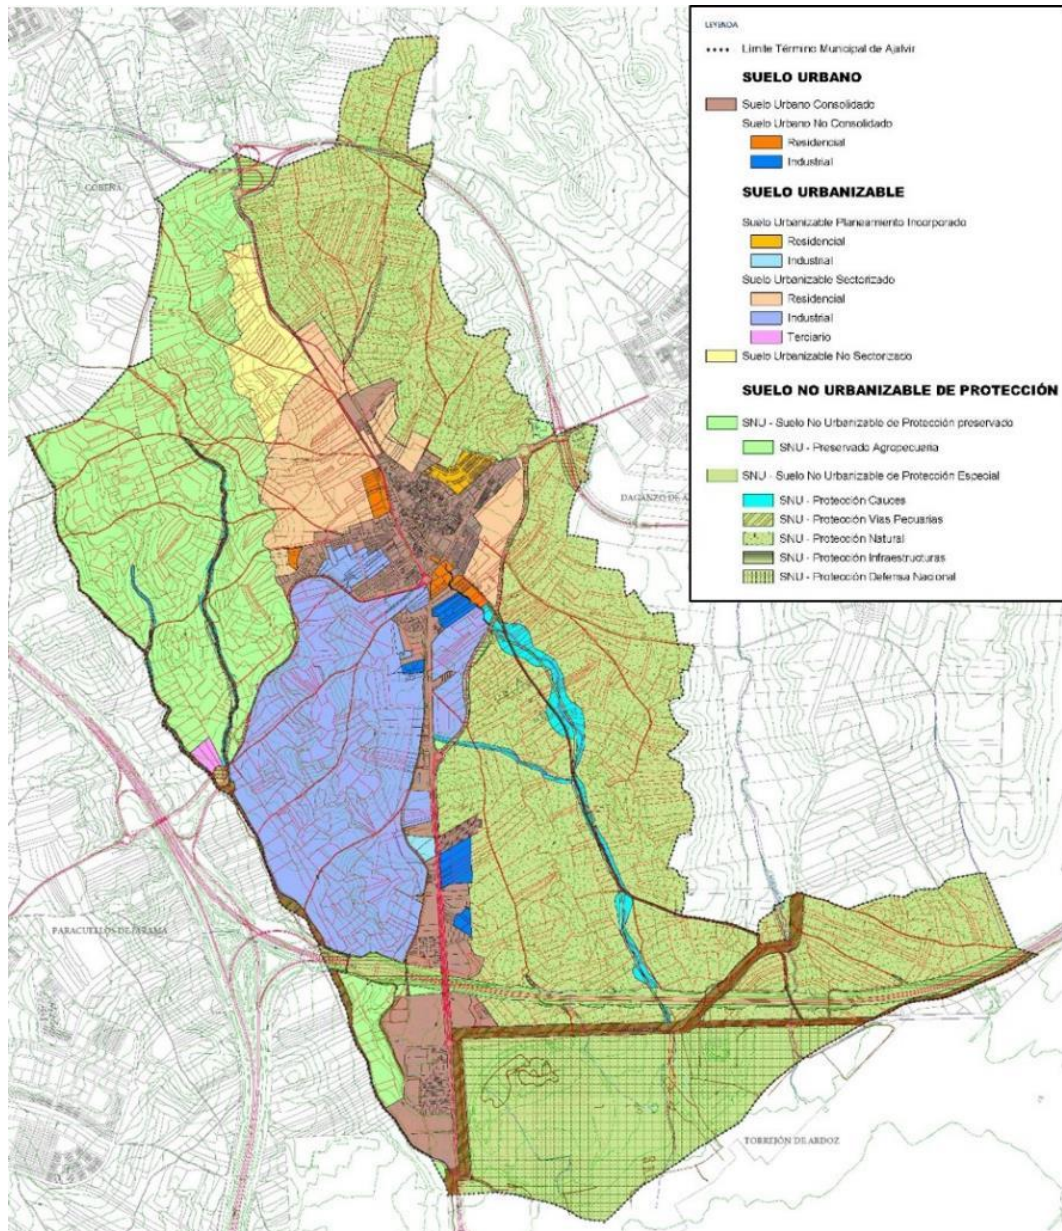 LEYENDA
Límite Término Municipal de Ajalvir
SUELO URBANO
Suelo Urbano Consolidado
Suelo Urbano No Consolidado
Residencial
Industrial
SUELO URBANIZABLE
Suelo Urbanizable Planeamiento Incorporado
Residencial
Industrial
Suelo Urbanizable Sectorizado
Residencial
Industrial
Terciario
Suelo Urbanizable No Sectorizado
SUELO NO URBANIZABLE DE PROTECCIÓN
SNU - Suelo No Urbanizable de Protección preservado
SNU - Preservado Agropecuaria
SNU - Suelo No Urbanizable de Protección Especial
SNU - Protección Cauces
SNU - Protección Vías Pecuarias
SNU - Protección Natural
SNU - Protección Infraestructuras
SNU - Protección Defensa Nacional
COBEÑA
DAGANZO DE A
PARACUELLOS DE JARAMA
TORREJÓN DE ARDOZ